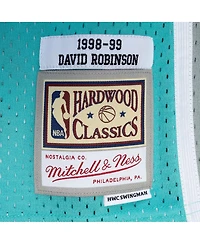 1998-99
DAVID ROBINSON
HARDWOOD
NBA
CLASSICS
NOSTALGIA CO.
Mitchell & Ness
PHILADELPHIA, PA.
HWC SWINGMAN